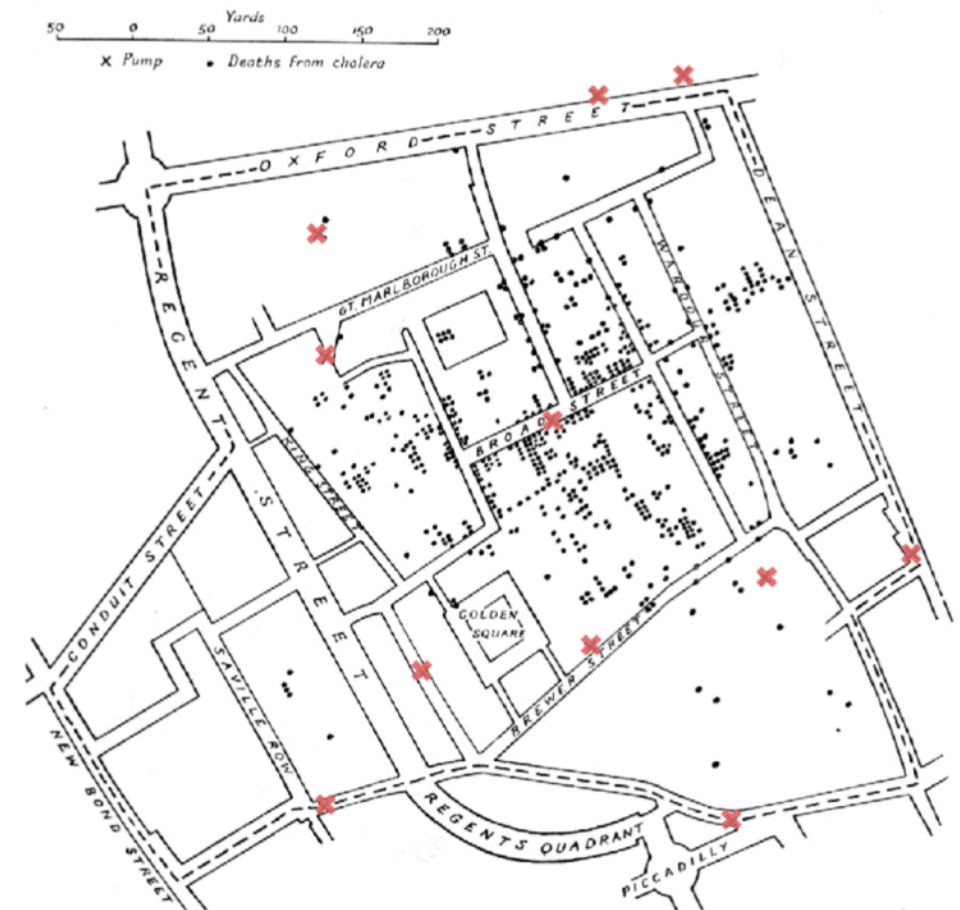 Yards
50 0 50 100 150 200
× Pump • Deaths from cholera
OXFORD STREET
DEAN STREET
REGENT STREET
GT. MARLBOROUGH ST.
WARDOUR STREET
BROAD STREET
KING STREET
CONDUIT STREET
GOLDEN
SQUARE
SAVILLE ROW
BREWER STREET
NEW BOND STREET
REGENTS QUADRANT
PICCADILLY